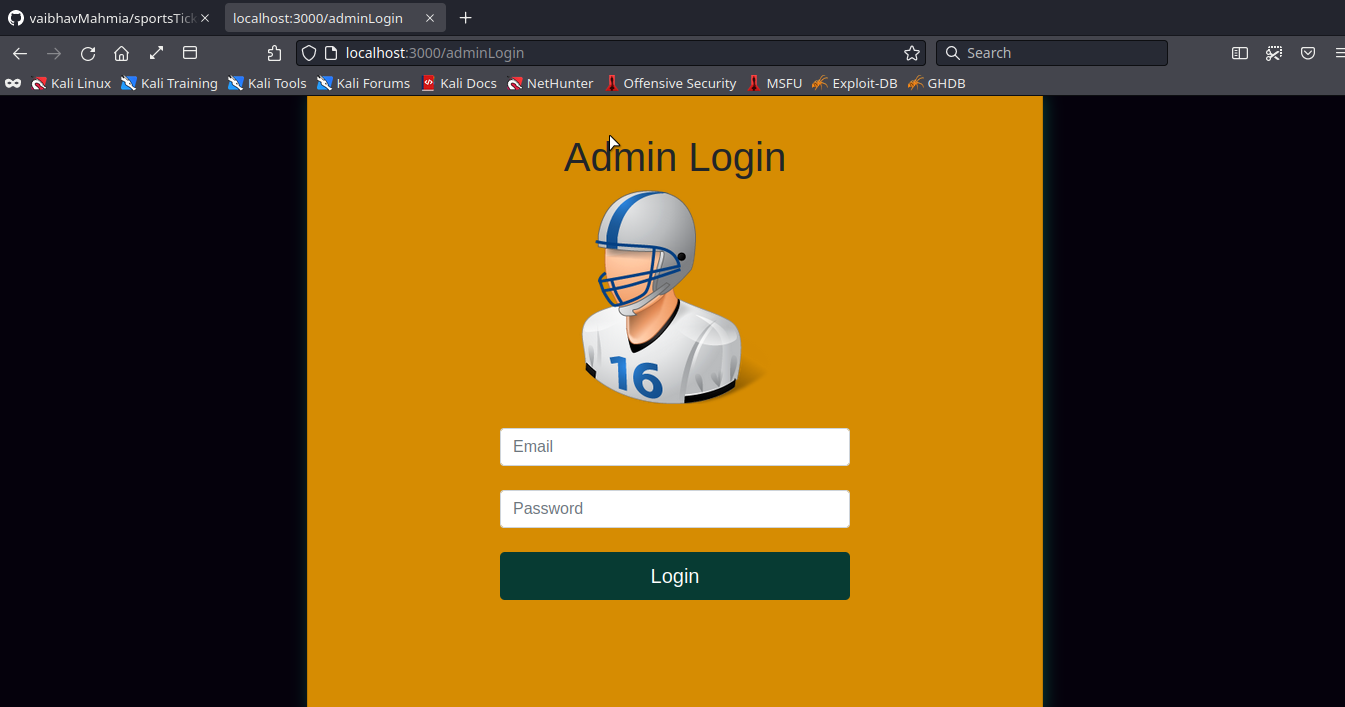 vaibhavMahmia/sportsTick
localhost:3000/adminLogin
localhost:3000/adminLogin
Search
Kali Linux Kali Training Kali Tools Kali Forums Kali Docs NetHunter Offensive Security MSFU Exploit-DB GHDB
Admin Login
16
Email
Password
Login